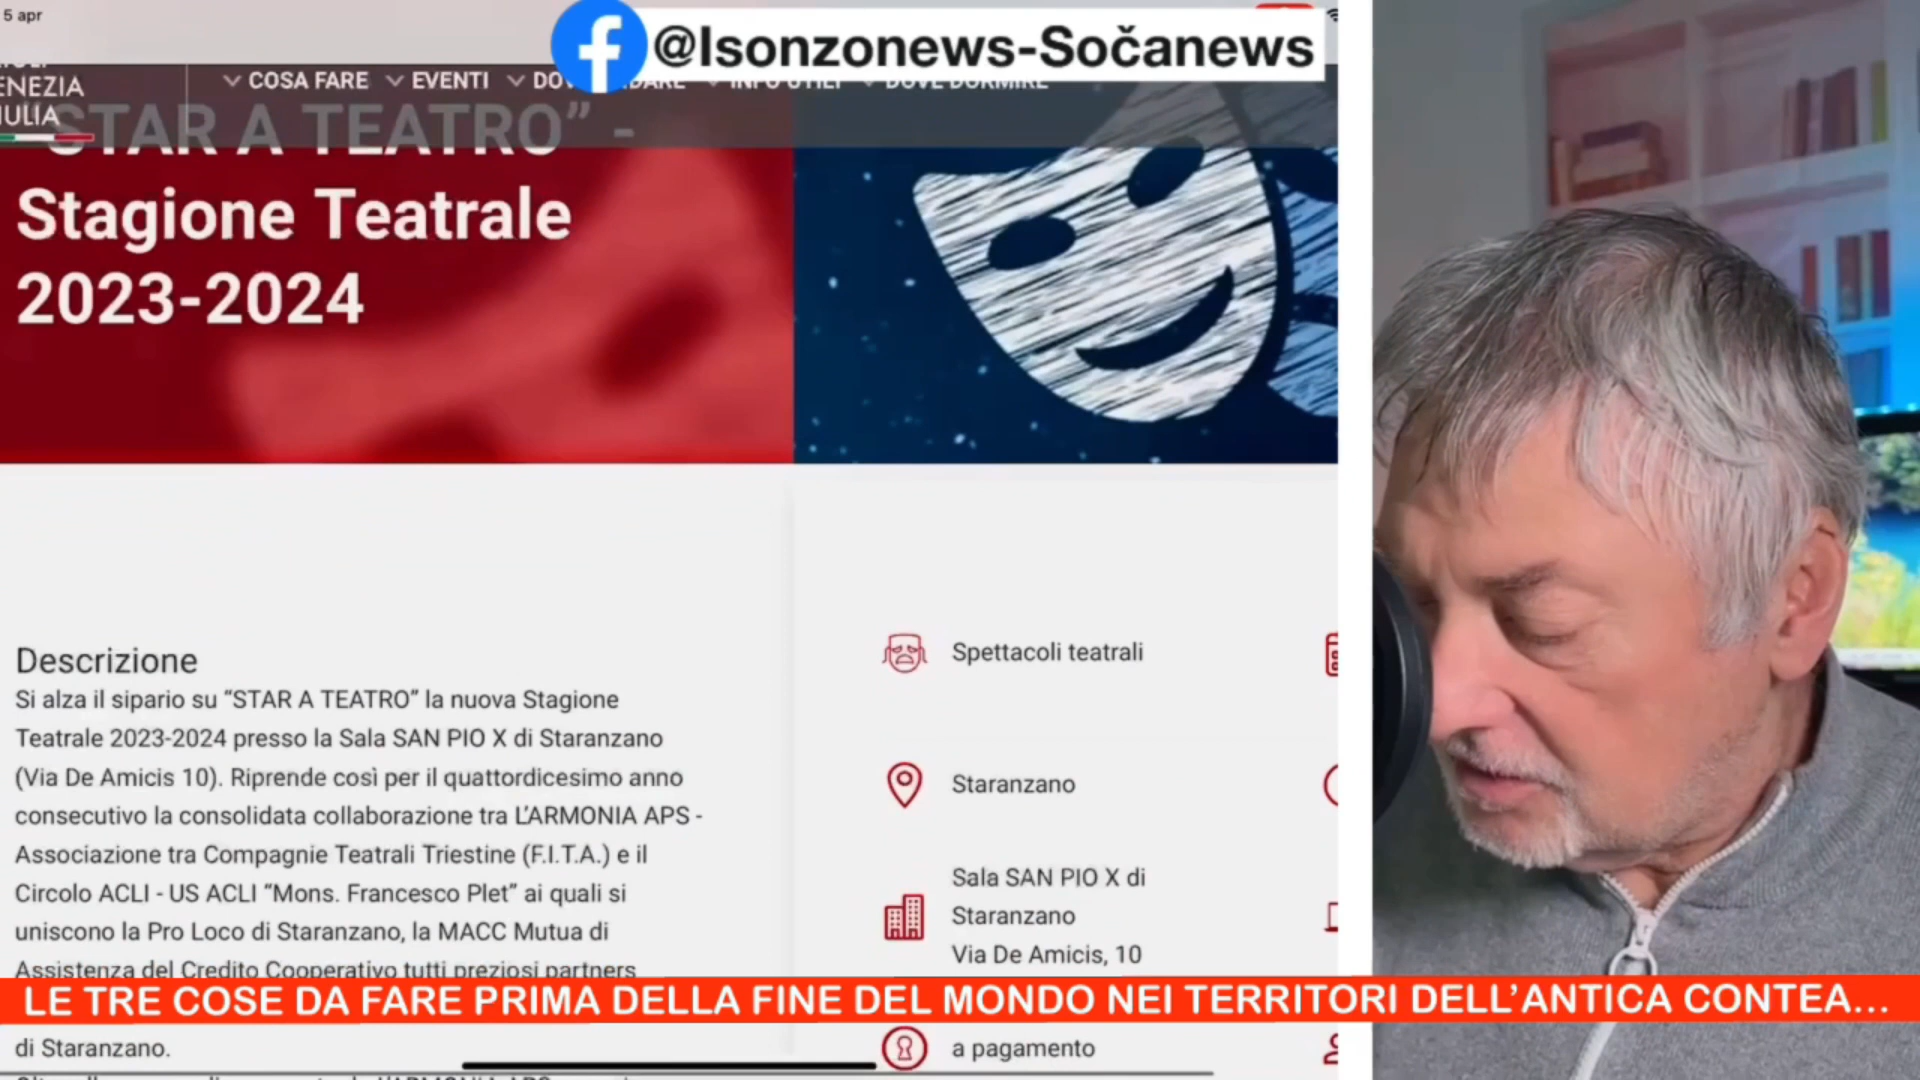 5 apr
@Isonzonews-Sočanews
ENEZIA
IULIA
COSA FARE
EVENTI
"STAR A TEATRO" -
Stagione Teatrale
2023-2024
Descrizione
Si alza il sipario su “STAR A TEATRO” la nuova Stagione
Teatrale 2023-2024 presso la Sala SAN PIO X di Staranzano
(Via De Amicis 10). Riprende così per il quattordicesimo anno
consecutivo la consolidata collaborazione tra L’ARMONIA APS -
Associazione tra Compagnie Teatrali Triestine (F.I.T.A.) e il
Circolo ACLI - US ACLI “Mons. Francesco Plet” ai quali si
uniscono la Pro Loco di Staranzano, la MACC Mutua di
Assistenza del Credito Cooperativo tutti preziosi partners
di Staranzano.
Spettacoli teatrali
Staranzano
Sala SAN PIO X di
Staranzano
Via De Amicis, 10
a pagamento
LE TRE COSE DA FARE PRIMA DELLA FINE DEL MONDO NEI TERRITORI DELL’ANTICA CONTEA...